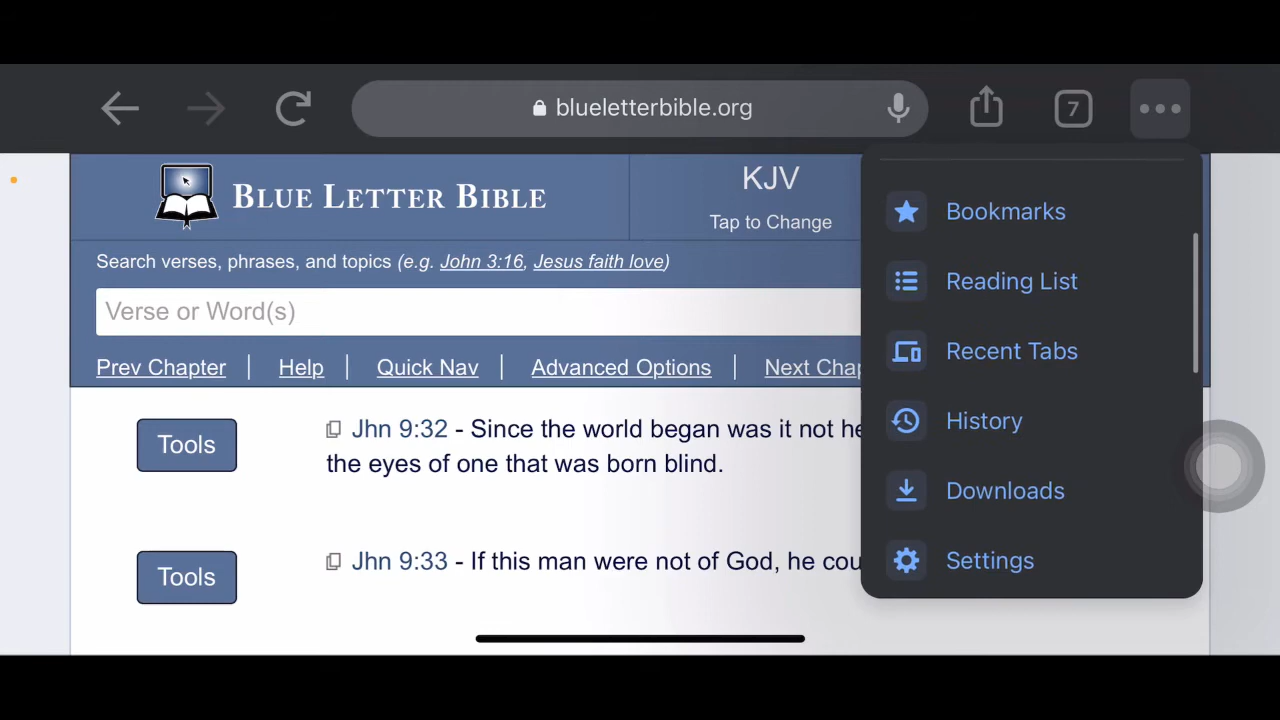 blueletterbible.org
7
BLUE LETTER BIBLE
KJV
Tap to Change
Search verses, phrases, and topics (e.g. John 3:16, Jesus faith love)
Verse or Word(s)
Prev Chapter | Help | Quick Nav | Advanced Options | Next Chap
Tools
Jhn 9:32 - Since the world began was it not he
the eyes of one that was born blind.
Tools
Jhn 9:33 - If this man were not of God, he cou
Bookmarks
Reading List
Recent Tabs
History
Downloads
Settings